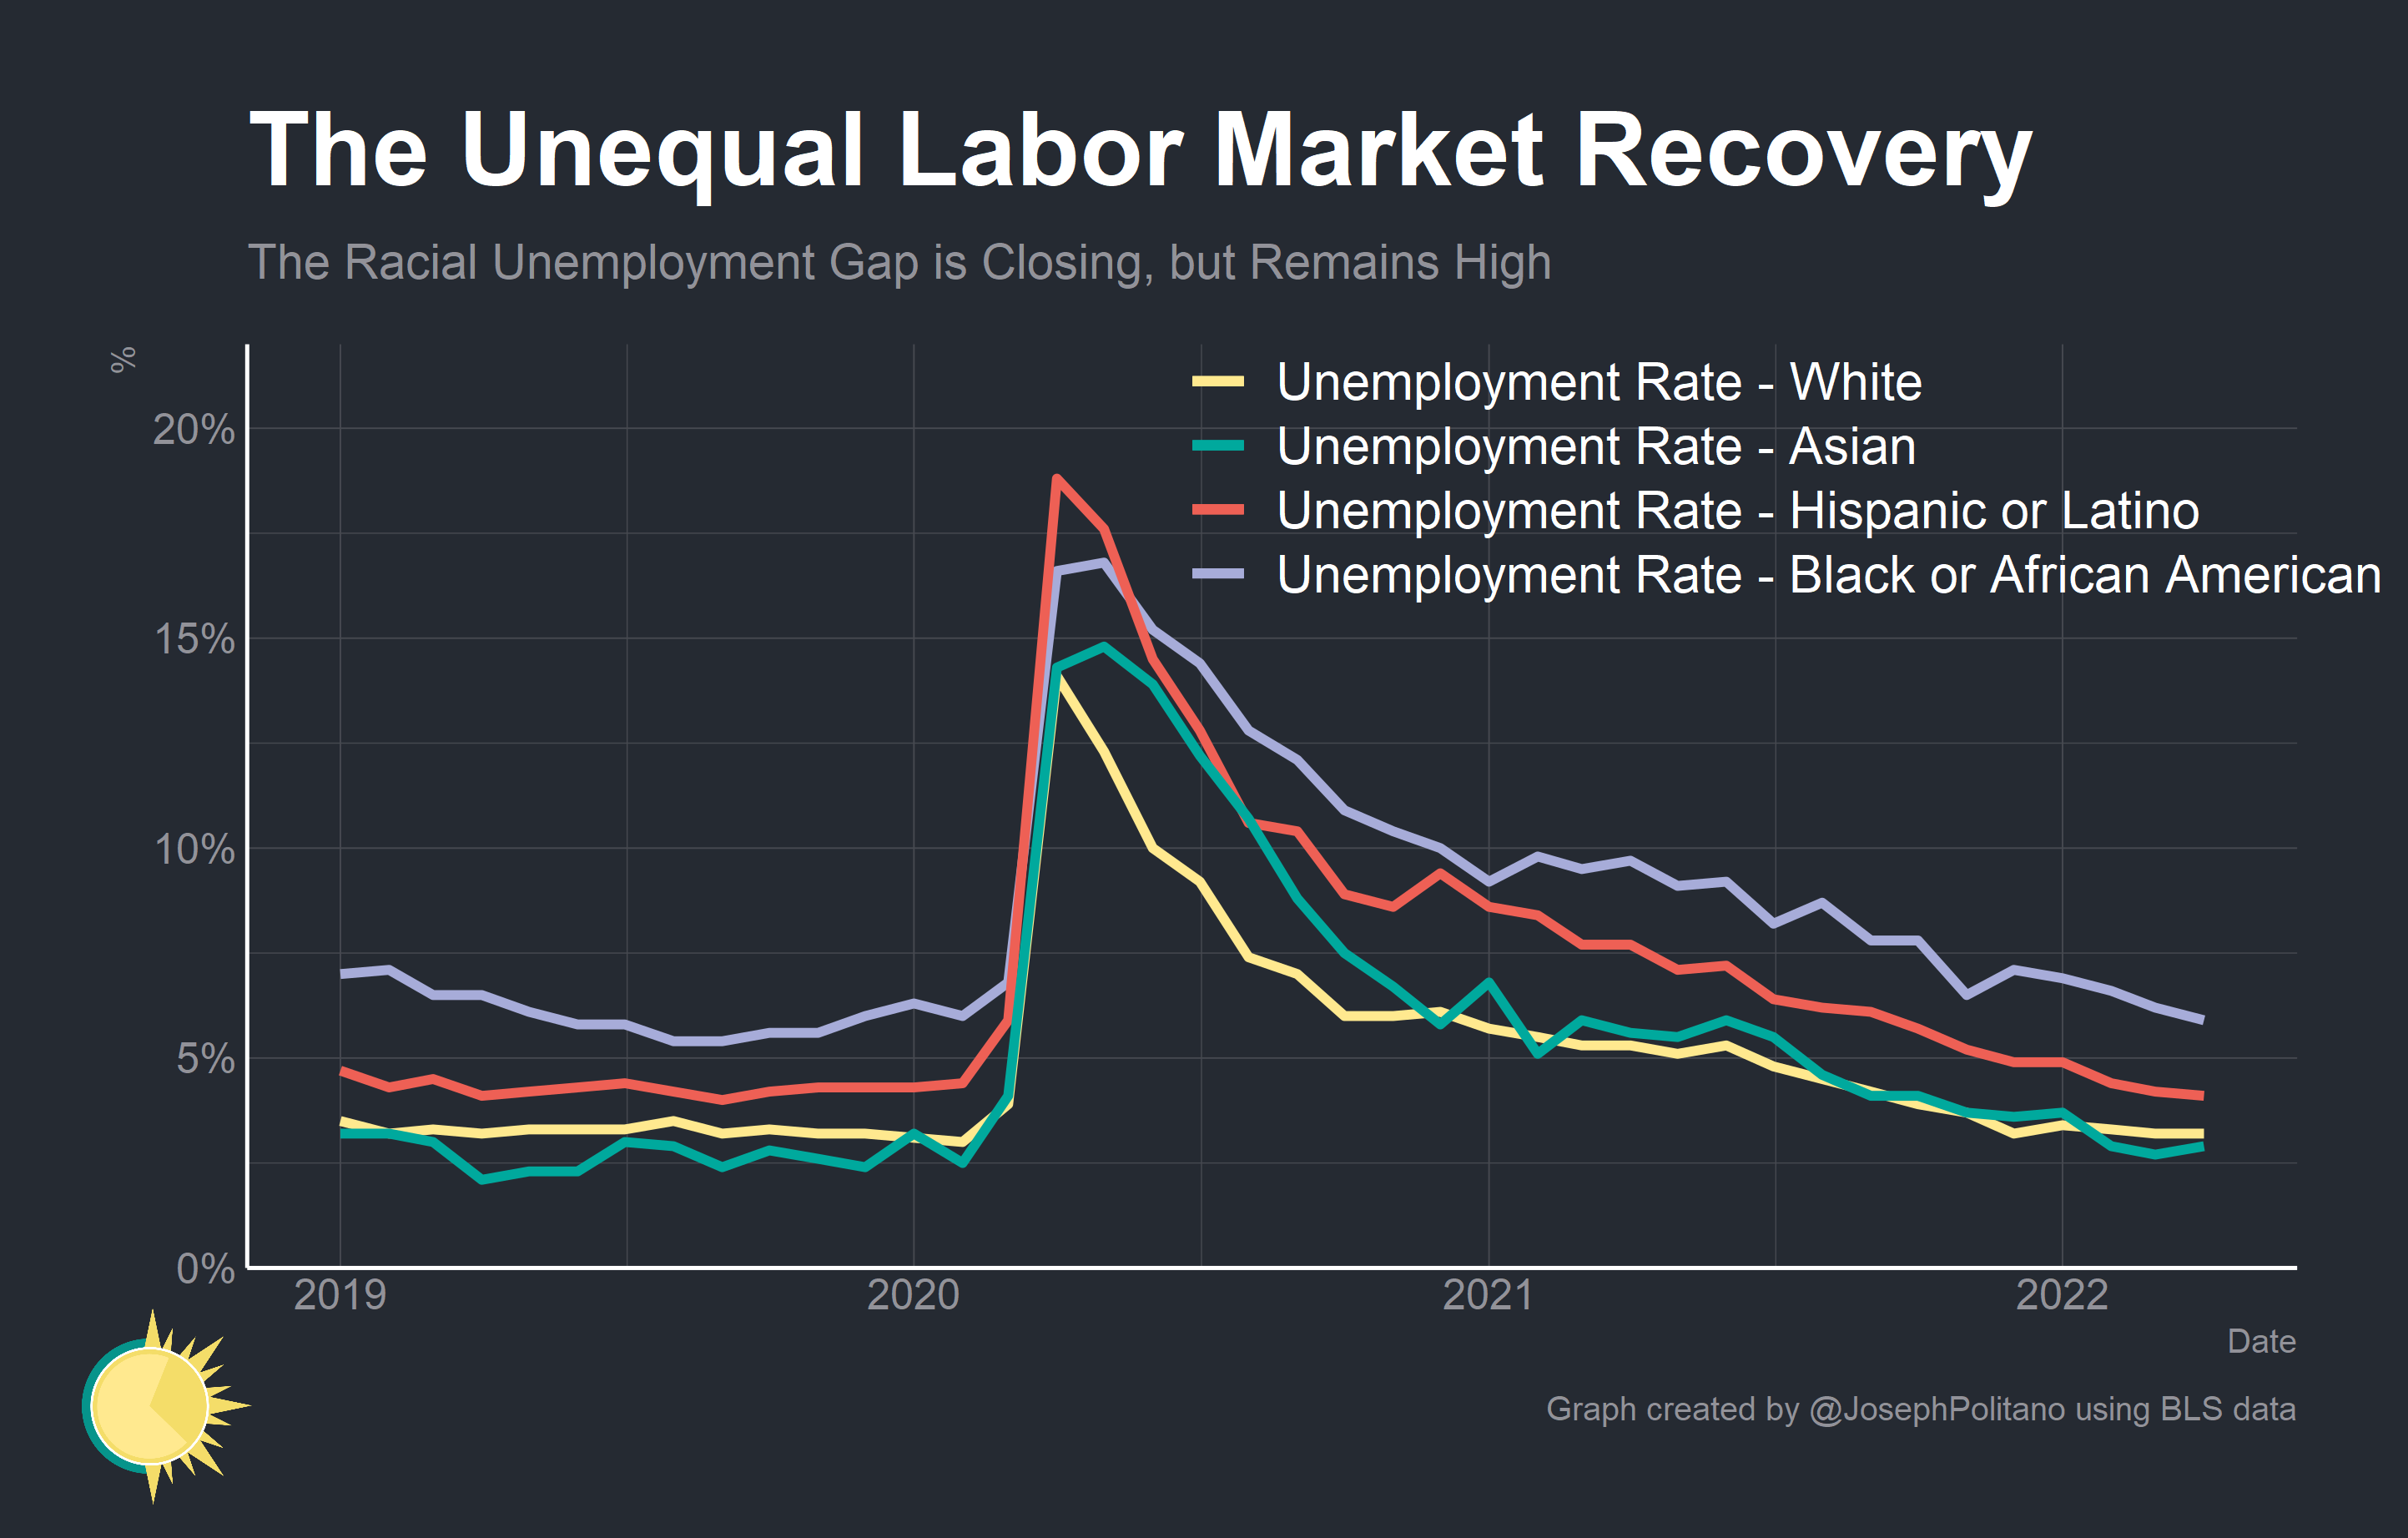 The Unequal Labor Market Recovery
The Racial Unemployment Gap is Closing, but Remains High
%
Unemployment Rate - White
Unemployment Rate - Asian
Unemployment Rate - Hispanic or Latino
Unemployment Rate - Black or African American
20%
15%
10%
5%
0%
2019 2020 2021 2022
Date
Graph created by @JosephPolitano using BLS data